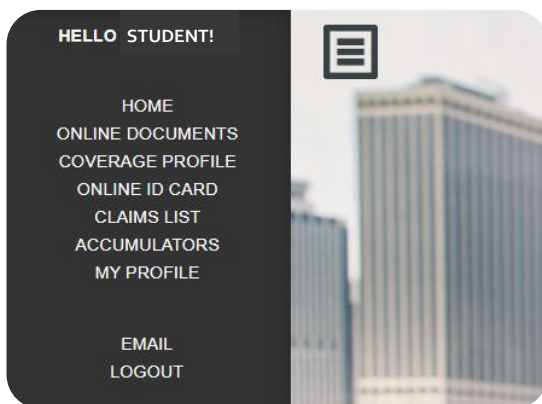 HELLO STUDENT!
HOME
ONLINE DOCUMENTS
COVERAGE PROFILE
ONLINE ID CARD
CLAIMS LIST
ACCUMULATORS
MY PROFILE
EMAIL
LOGOUT